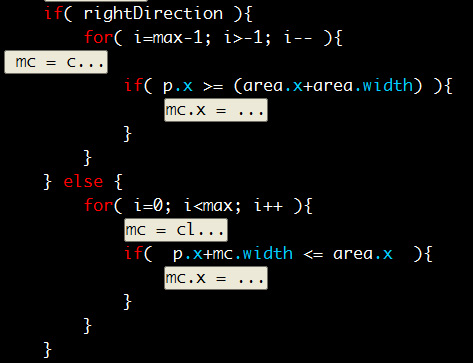 if( rightDirection ){
for( i=max-1; i>-1; i-- ){
mc = c...
if( p.x >= (area.x+area.width) ){
mc.x = ...
}
}
} else {
for( i=0; i<max; i++ ){
mc = cl...
if( p.x+mc.width <= area.x ){
mc.x = ...
}
}
}